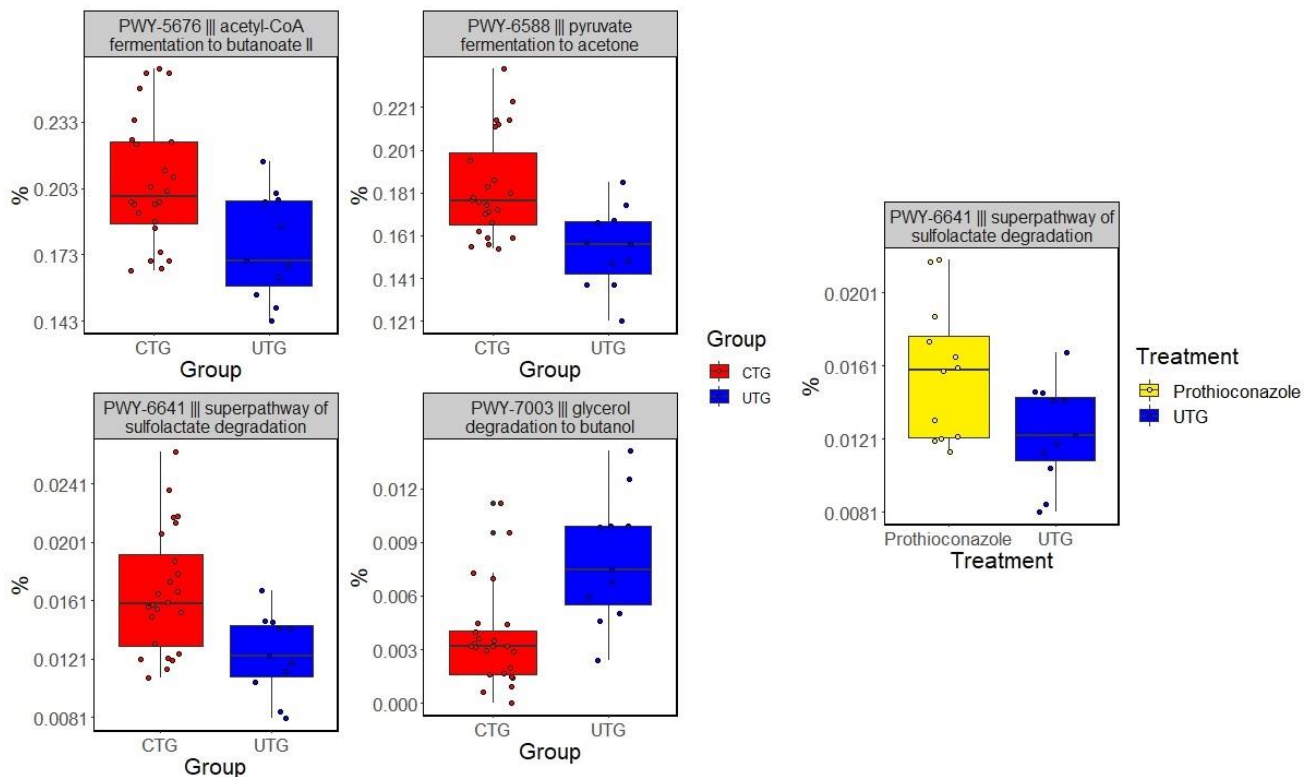 PWY-5676 ||| acetyl-CoA
fermentation to butanoate II
0.233
0.203
0.173
0.143
%
CTG
UTG
Group
PWY-6588 ||| pyruvate
fermentation to acetone
0.221
0.201
0.181
0.161
0.141
0.121
%
CTG
UTG
Group
PWY-6641 ||| superpathway of
sulfolactate degradation
0.0241
0.0201
0.0161
0.0121
0.0081
%
CTG
UTG
Group
PWY-7003 ||| glycerol
degradation to butanol
0.012
0.009
0.006
0.003
0.000
%
CTG
UTG
Group
Group
CTG
UTG
PWY-6641 ||| superpathway of
sulfolactate degradation
0.0201
0.0161
0.0121
0.0081
%
Prothioconazole
UTG
Treatment
Treatment
Prothioconazole
UTG